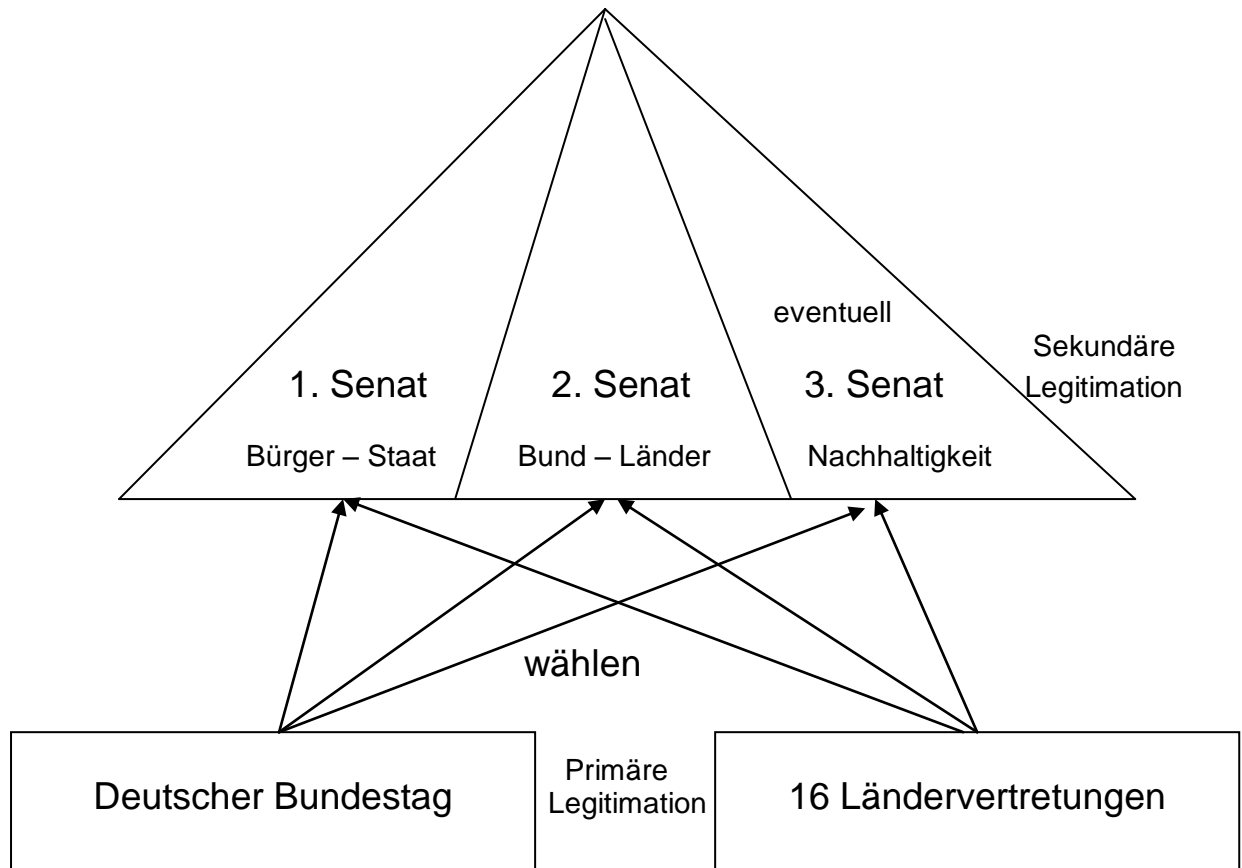 eventuell
Sekundäre
Legitimation
1. Senat
2. Senat
3. Senat
Bürger – Staat
Bund – Länder
Nachhaltigkeit
wählen
Deutscher Bundestag
Primäre
Legitimation
16 Ländervertretungen